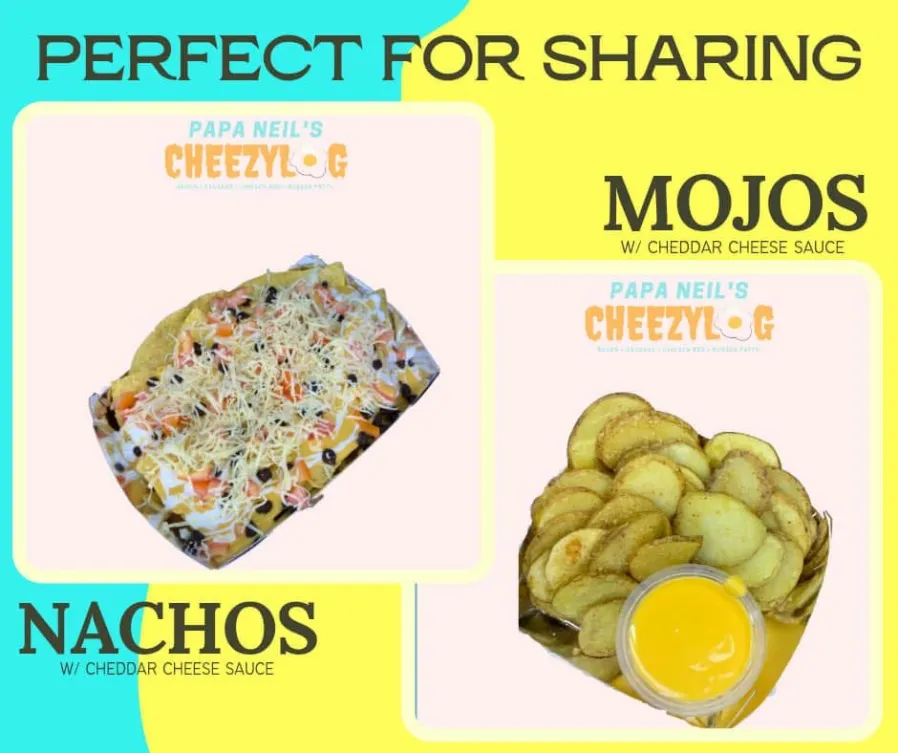 PERFECT FOR SHARING
PAPA NEIL'S
CHEEZYLOG
MOJOS
W/ CHEDDAR CHEESE SAUCE
PAPA NEIL'S
CHEEZYLOG
NACHOS
W/ CHEDDAR CHEESE SAUCE